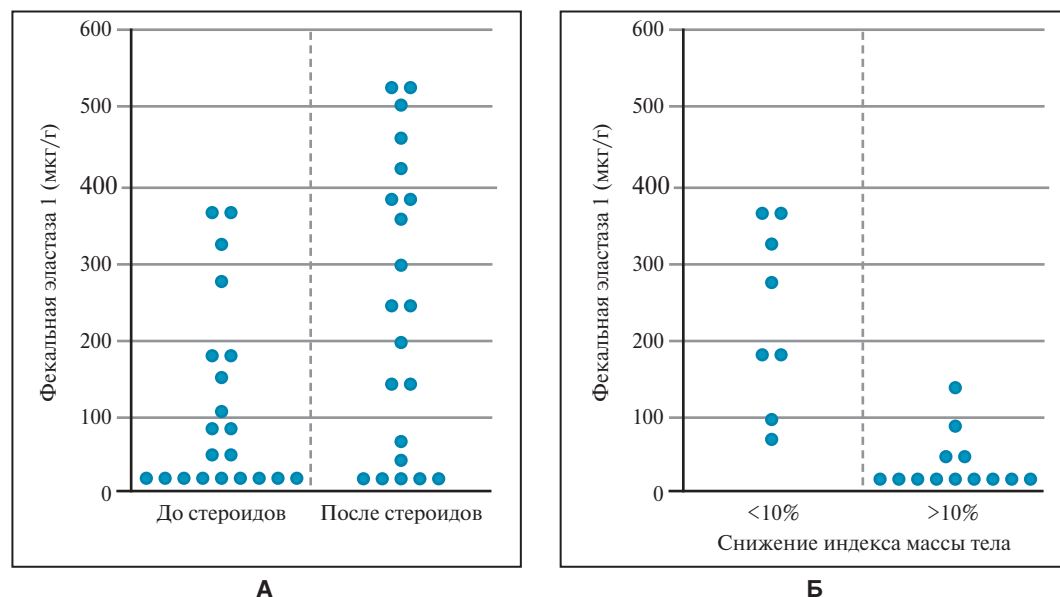 Фекальная эластаза 1 (мкг/г)
600
500
400
300
200
100
0
До стероидов
После стероидов
А
Фекальная эластаза 1 (мкг/г)
600
500
400
300
200
100
0
<10%
>10%
Снижение индекса массы тела
Б